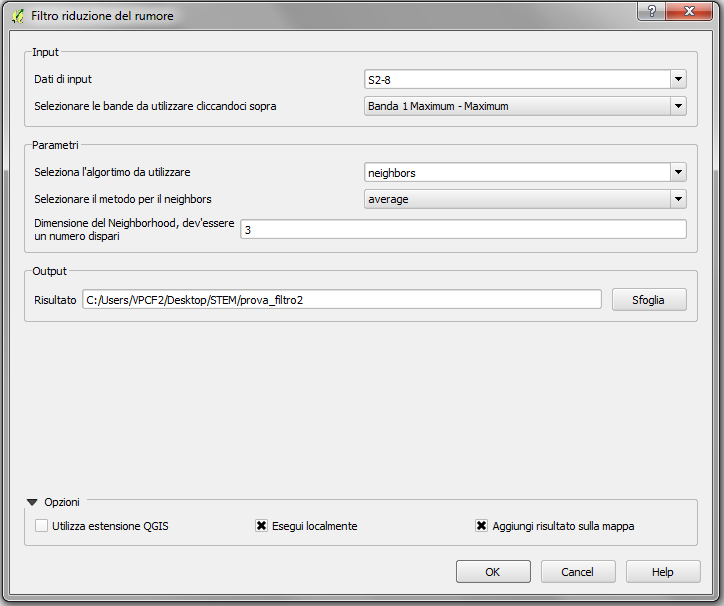 Filtro riduzione del rumore
?
Input
Dati di input
S2-8
Selezionare le bande da utilizzare cliccandoci sopra
Banda 1 Maximum - Maximum
Parametri
Seleziona l'algortimo da utilizzare
neighbors
Selezionare il metodo per il neighbors
average
Dimensione del Neighborhood, dev'essere
un numero dispari
3
Output
Risultato
C:/Users/VPCF2/Desktop/STEM/prova_filtro2
Sfoglia
Opzioni
Utilizza estensione QGIS
Esegui localmente
Aggiungi risultato sulla mappa
OK
Cancel
Help